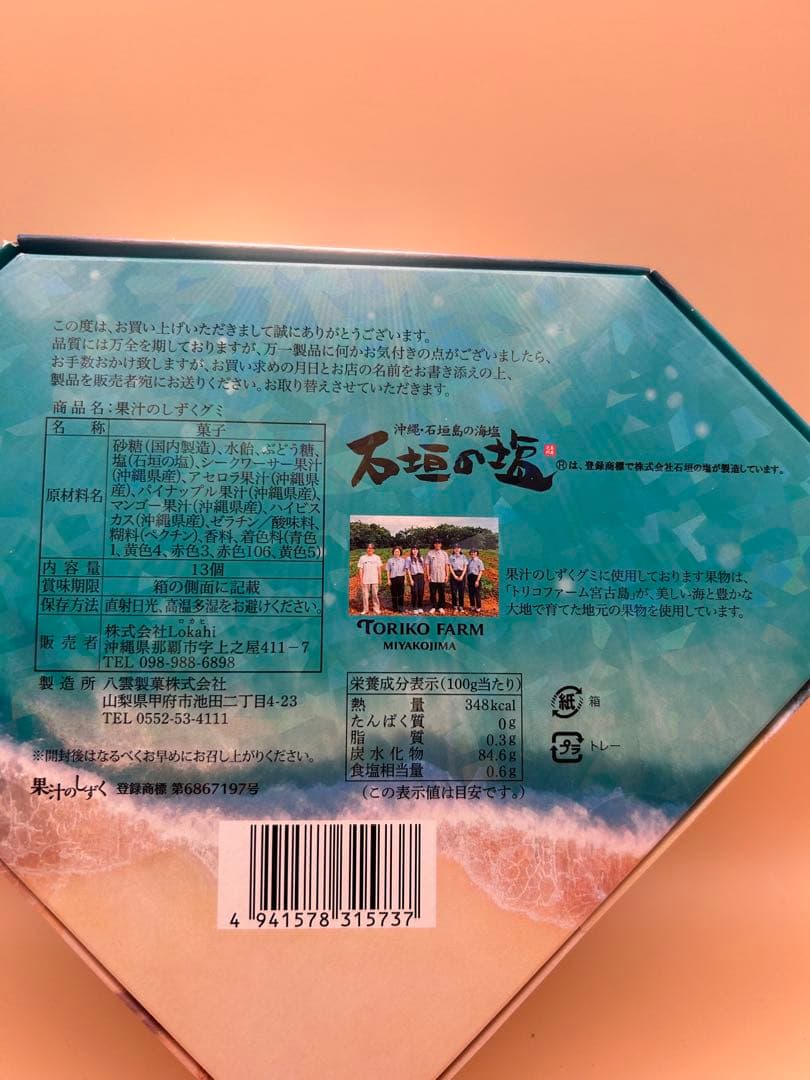 この度は、お買い上げいただきまして誠にありがとうございます。
品質には万全を期しておりますが、万一製品に何かお気付きの点がございましたら、
お手数おかけ致しますが、お買い求めの月日とお店の名前をお書き添えの上、
製品を販売者宛にお送りください。お取り替えさせていただきます。
商品名:果汁のしずくグミ
名称 菓子
原材料名 砂糖(国内製造)、水飴、ぶどう糖、
塩(石垣の塩)、シークワーサー果汁
(沖縄県産)、アセロラ果汁(沖縄県
産)、パイナップル果汁(沖縄県産)、
マンゴー果汁(沖縄県産)、ハイビス
カス(沖縄県産)、ゼラチン/酸味料、
糊料(ペクチン)、香料、着色料(青色
1、黄色4、赤色3、赤色106、黄色5)
内容量 13個
賞味期限 箱の側面に記載
保存方法 直射日光、高温多湿をお避けください。
販売者 株式会社Lokahi
ロカヒ
沖縄県那覇市字上之屋411-7
TEL 098-988-6898
製造所 八雲製菓株式会社
山梨県甲府市池田二丁目4-23
TEL 0552-53-4111
※開封後はなるべくお早めにお召し上がりください。
果汁のしずく 登録商標 第6867197号
沖縄・石垣島の海塩
石垣の塩
Ⓡは、登録商標で株式会社石垣の塩が製造しています。
TORIKO FARM
MIYAKOJIMA
果汁のしずくグミに使用しております果物は、
「トリコファーム宮古島」が、美しい海と豊かな
大地で育てた地元の果物を使用しています。
栄養成分表示(100g当たり)
熱量 348kcal
たんぱく質 0g
脂質 0.3g
炭水化物 84.6g
食塩相当量 0.6g
(この表示値は目安です。)
紙 箱
プラ トレー
4 941578 315737